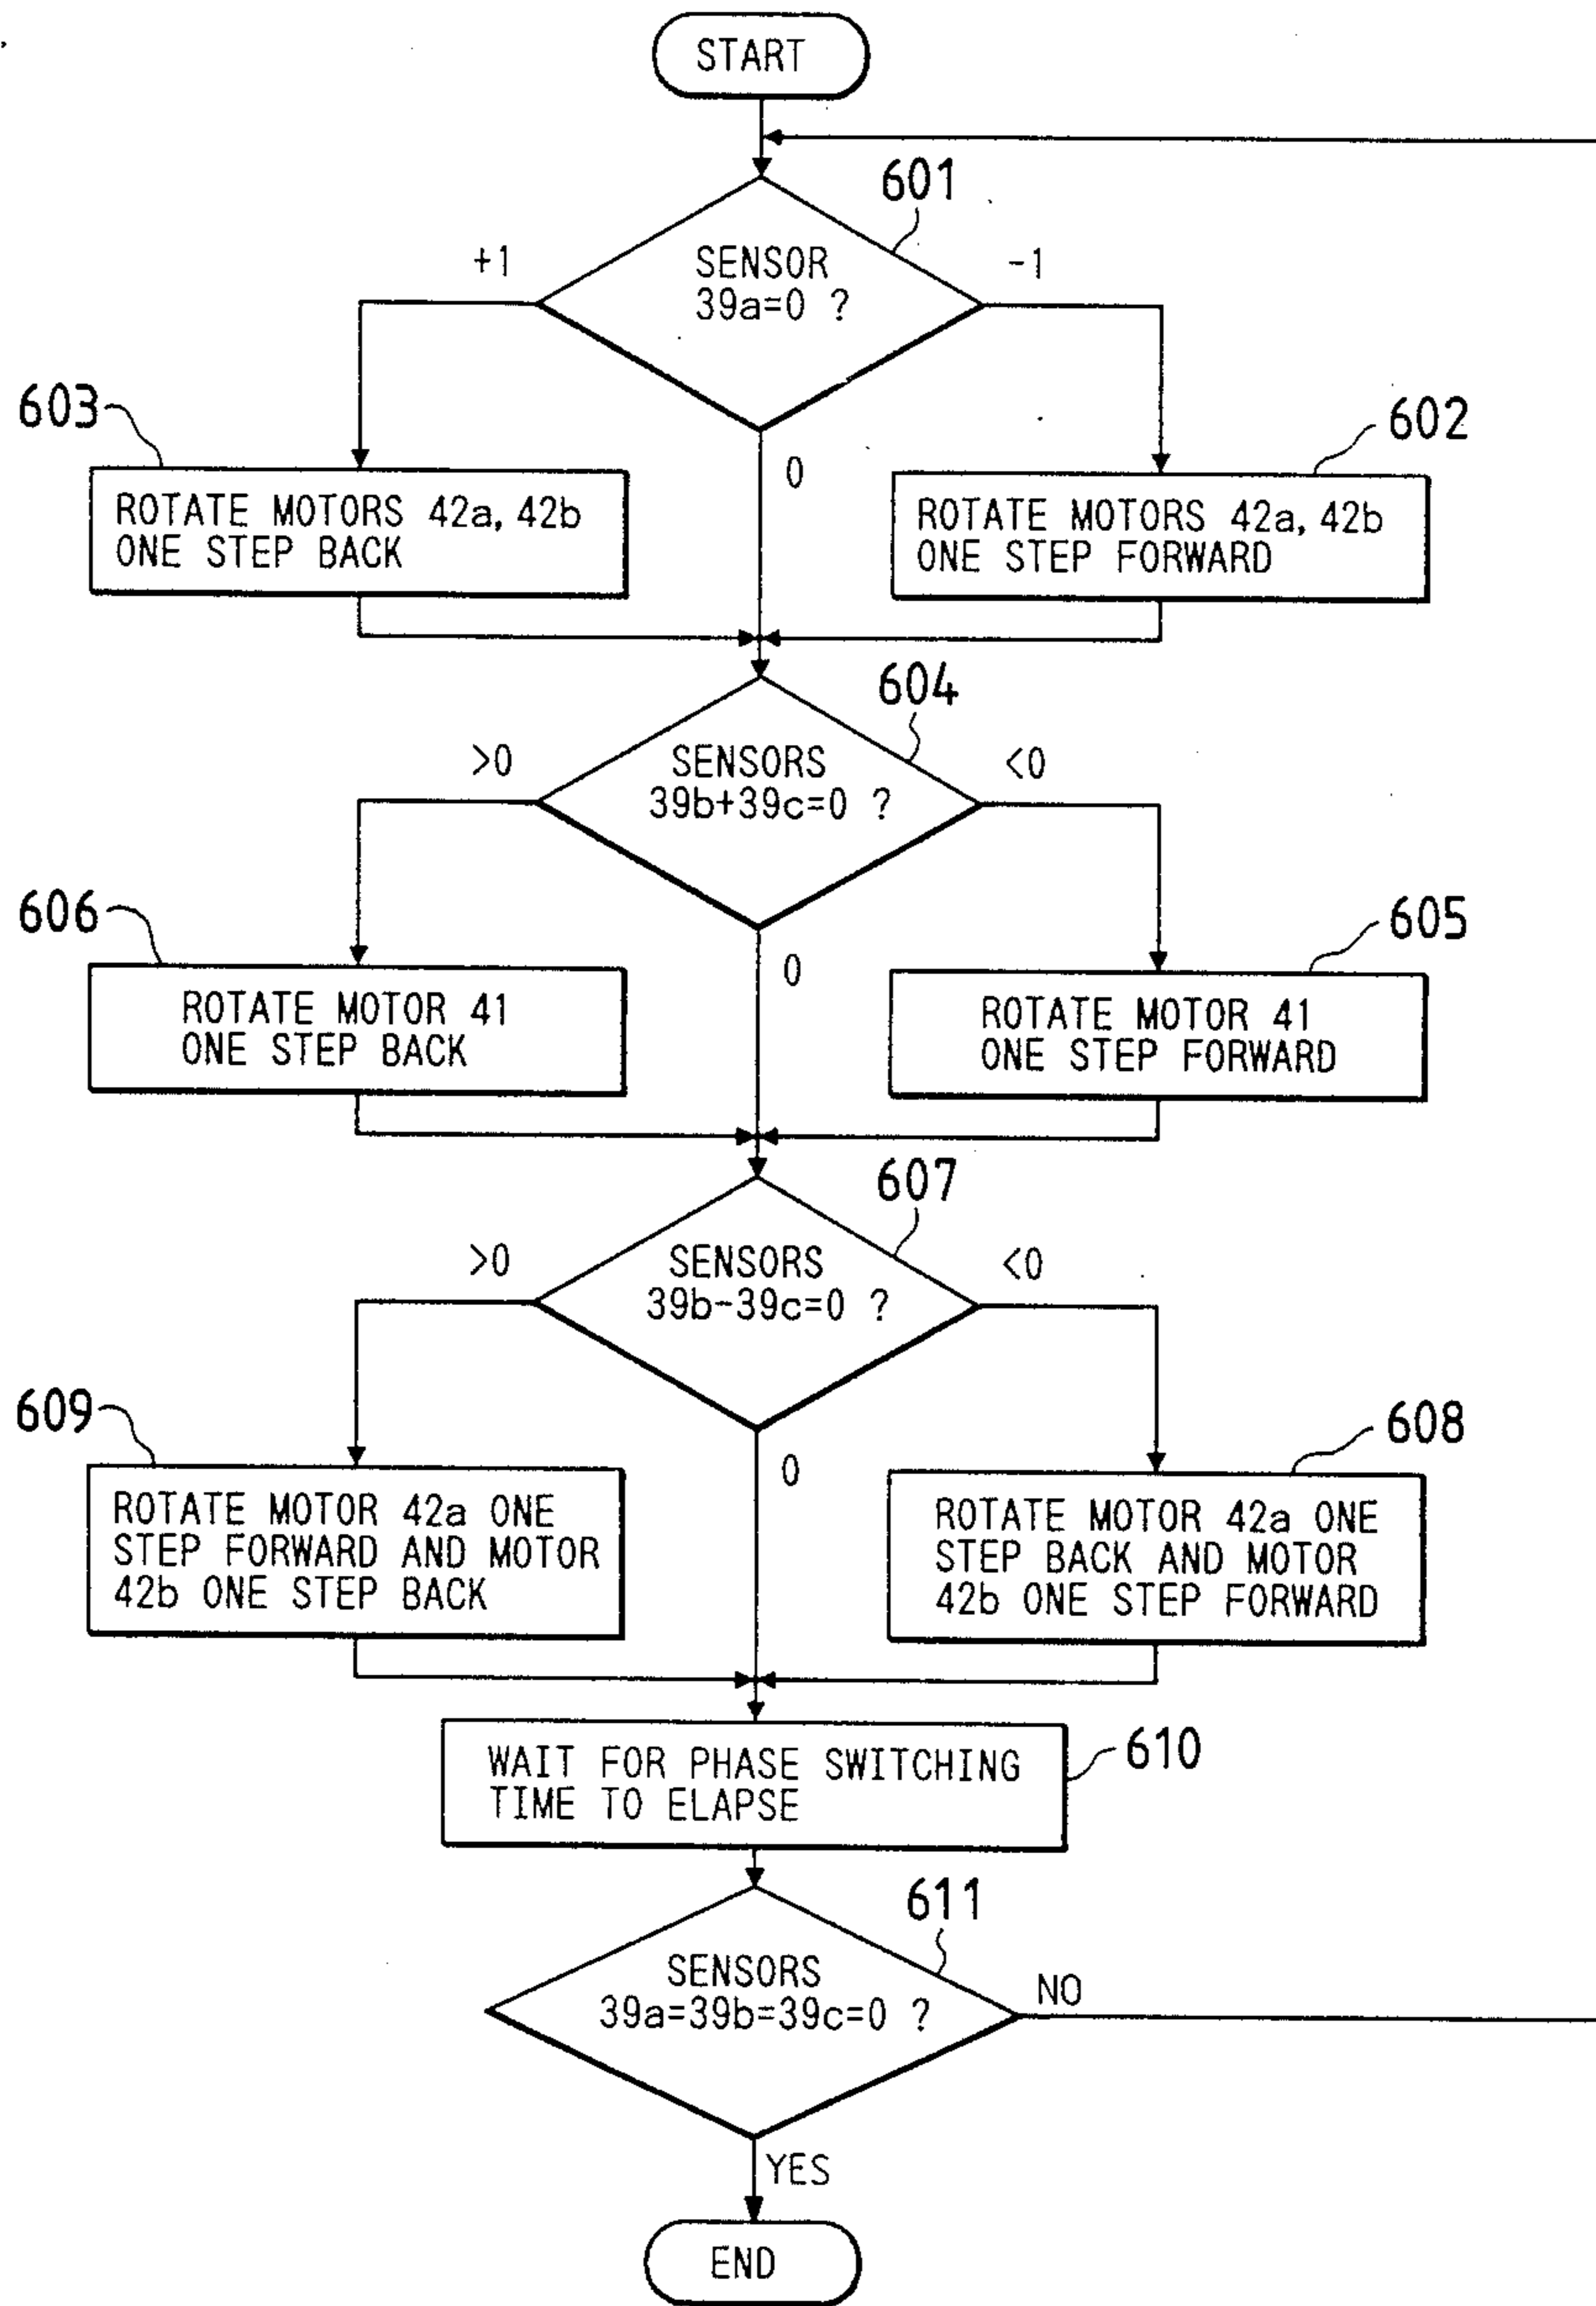 START
601
+1
SENSOR
39a=0 ?
-1
603
602
0
ROTATE MOTORS 42a, 42b
ONE STEP BACK
ROTATE MOTORS 42a, 42b
ONE STEP FORWARD
604
>0
SENSORS
39b+39c=0 ?
<0
606
605
0
ROTATE MOTOR 41
ONE STEP BACK
ROTATE MOTOR 41
ONE STEP FORWARD
607
>0
SENSORS
39b-39c=0 ?
<0
609
608
0
ROTATE MOTOR 42a ONE
STEP FORWARD AND MOTOR
42b ONE STEP BACK
ROTATE MOTOR 42a ONE
STEP BACK AND MOTOR
42b ONE STEP FORWARD
WAIT FOR PHASE SWITCHING
TIME TO ELAPSE
610
611
SENSORS
39a=39b=39c=0 ?
NO
YES
END